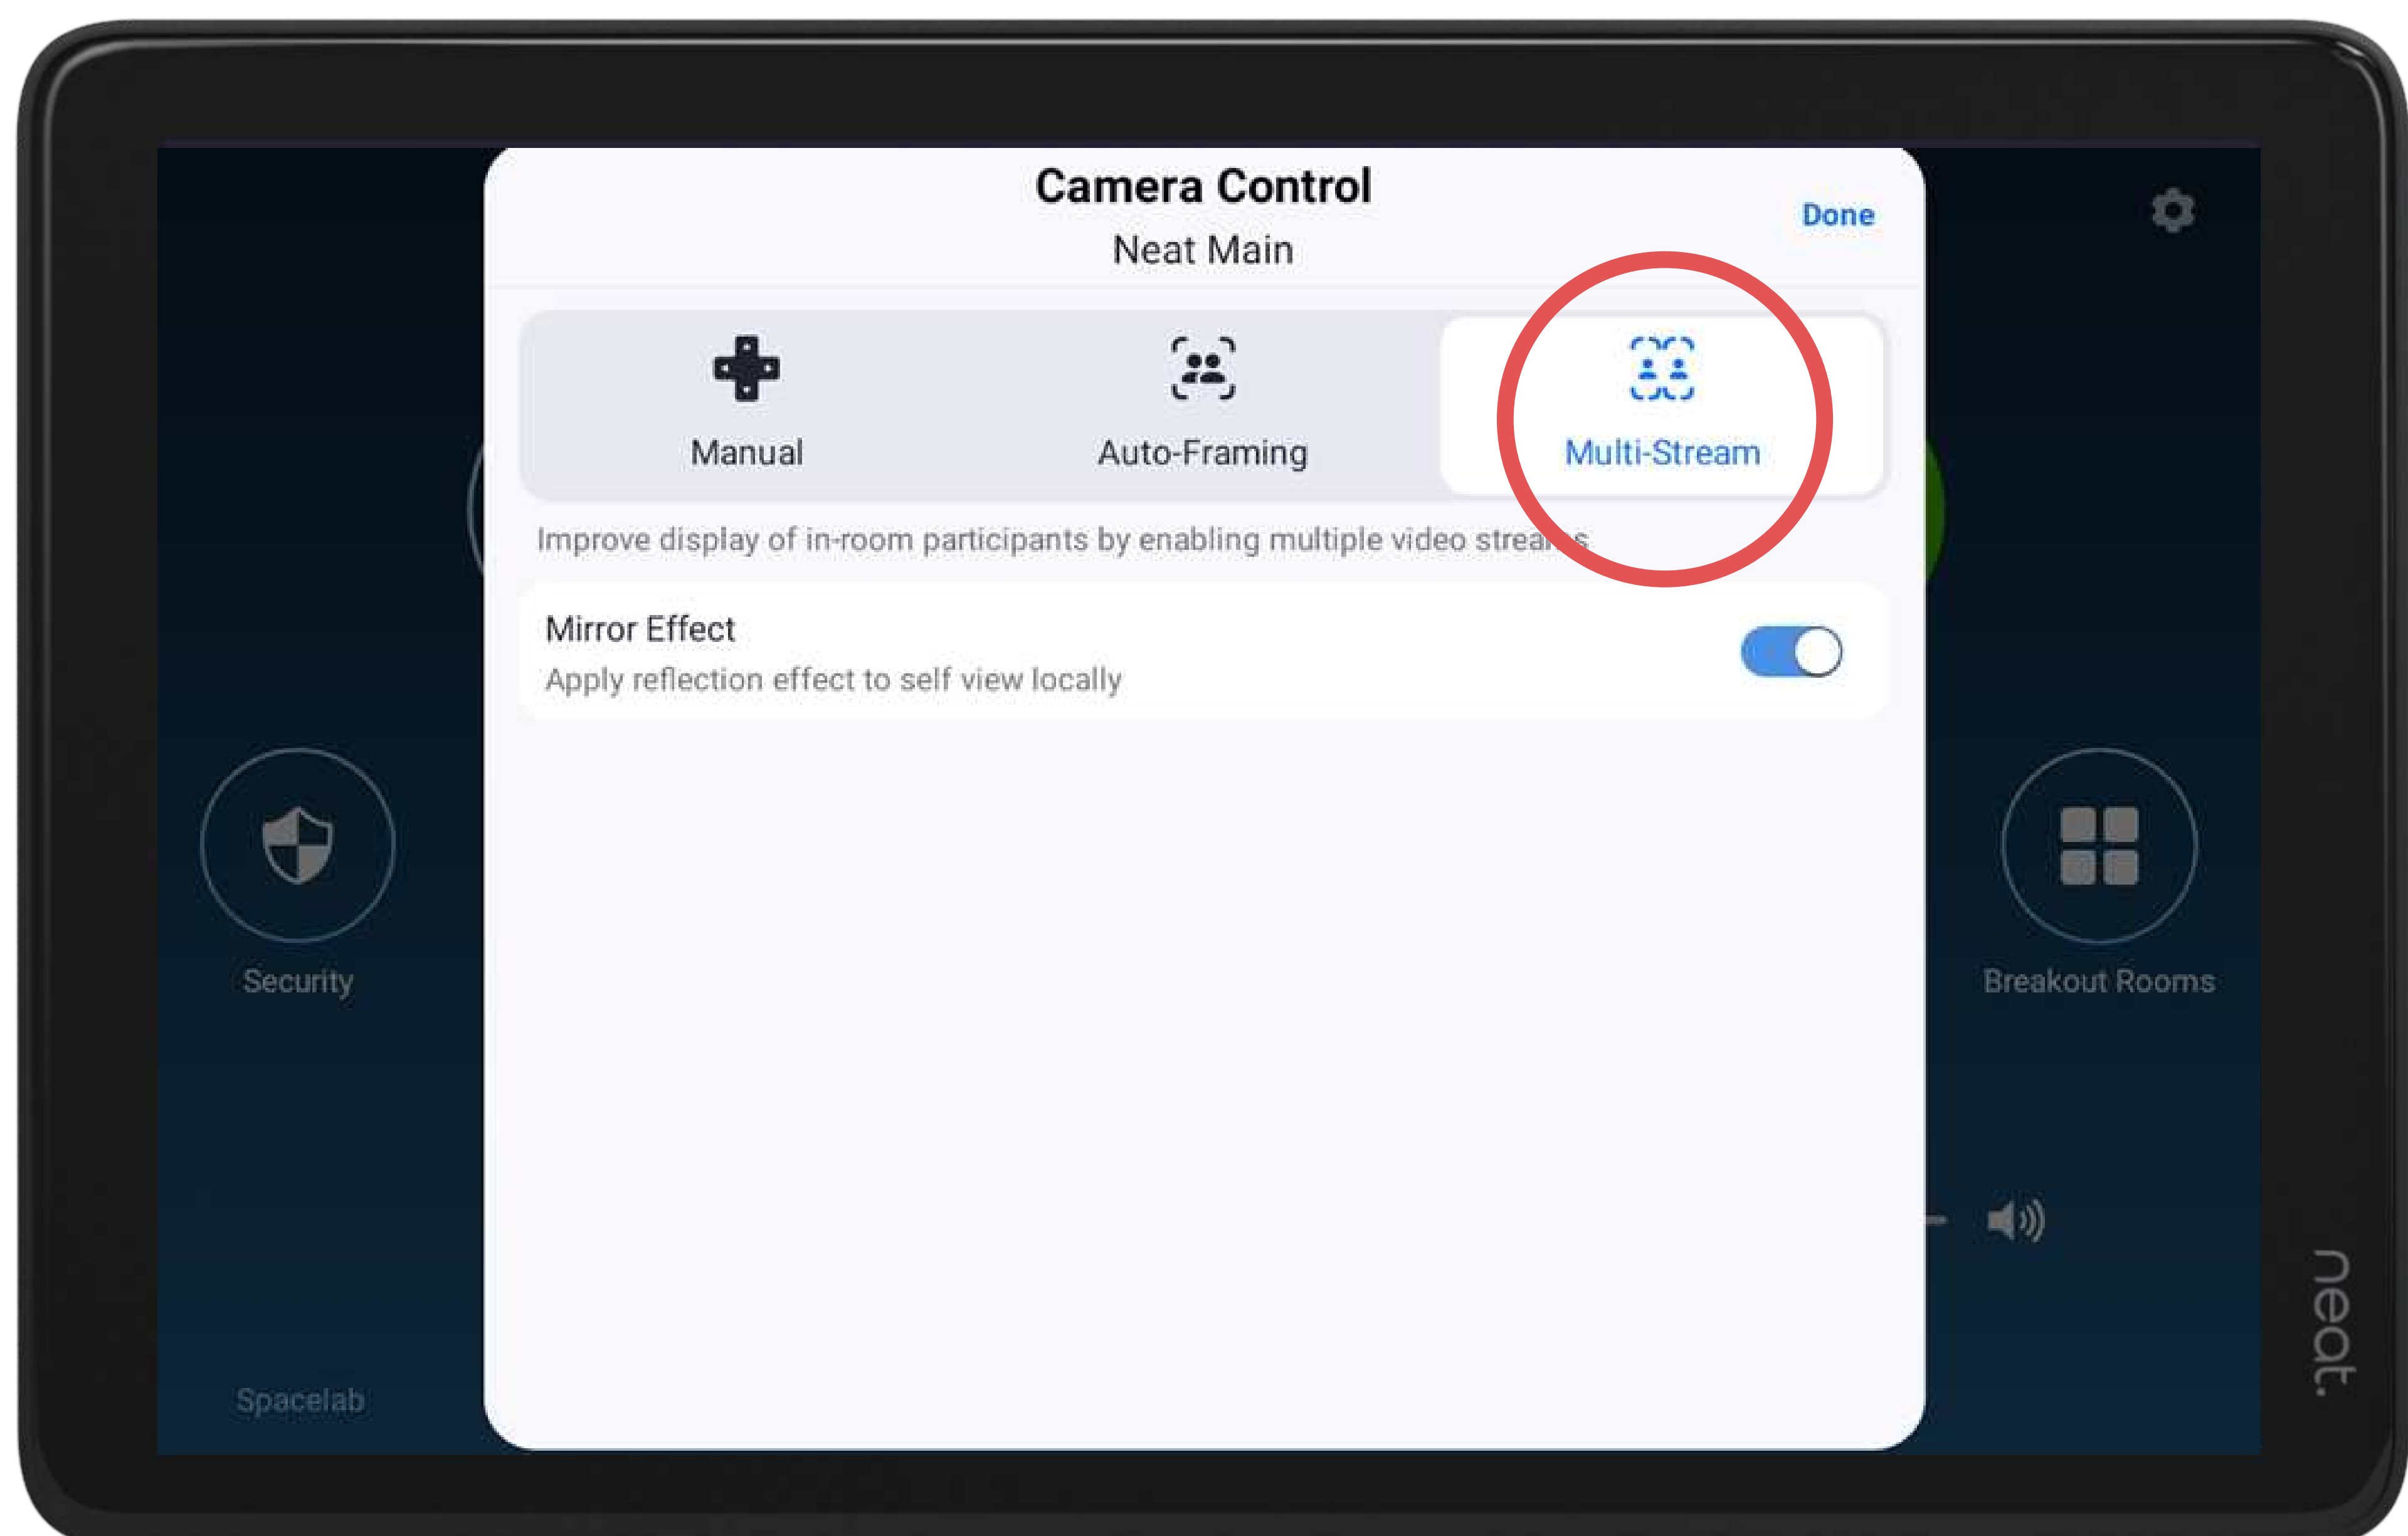 Camera Control
Neat Main
Done
Manual
Auto-Framing
Multi-Stream
Improve display of in-room participants by enabling multiple video streams
Mirror Effect
Apply reflection effect to self view locally
Security
Breakout Rooms
Spacelab
neat.